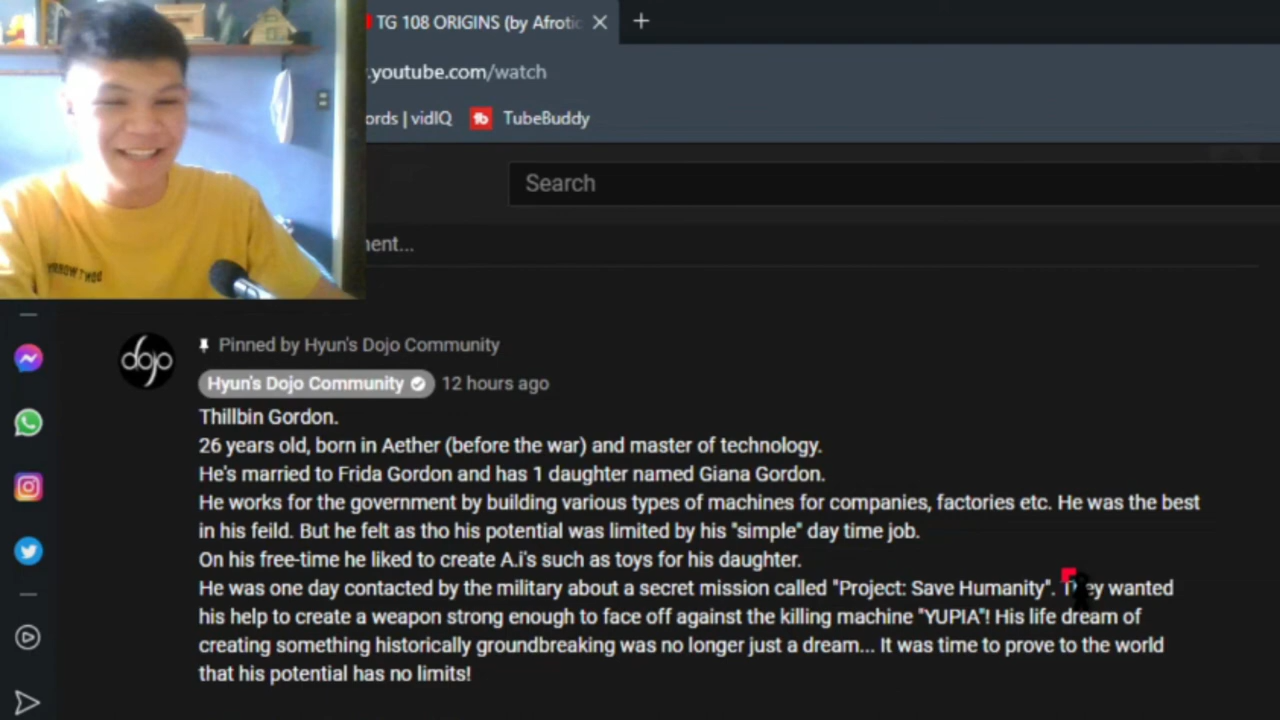 TG 108 ORIGINS (by Afrotic
.youtube.com/watch
ords | vidIQ
TubeBuddy
Search
ent...
dojo
Pinned by Hyun's Dojo Community
Hyun's Dojo Community 12 hours ago
Thillbin Gordon.
26 years old, born in Aether (before the war) and master of technology.
He's married to Frida Gordon and has 1 daughter named Giana Gordon.
He works for the government by building various types of machines for companies, factories etc. He was the best
in his feild. But he felt as tho his potential was limited by his "simple" day time job.
On his free-time he liked to create A.i's such as toys for his daughter.
He was one day contacted by the military about a secret mission called "Project: Save Humanity". They wanted
his help to create a weapon strong enough to face off against the killing machine "YUPIA"! His life dream of
creating something historically groundbreaking was no longer just a dream... It was time to prove to the world
that his potential has no limits!